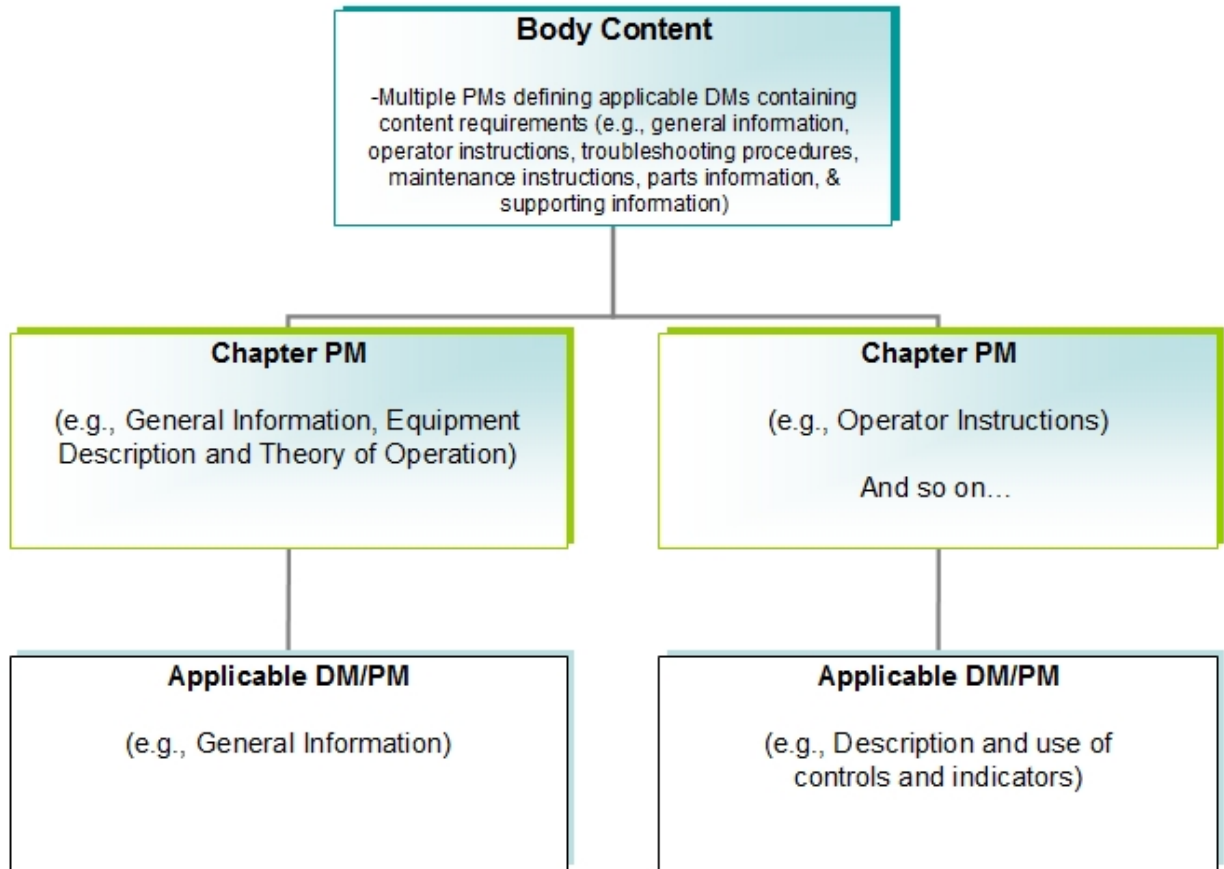 Body Content
-Multiple PMs defining applicable DMs containing
content requirements (e.g., general information,
operator instructions, troubleshooting procedures,
maintenance instructions, parts information, &
supporting information)
Chapter PM
(e.g., General Information, Equipment
Description and Theory of Operation)
Chapter PM
(e.g., Operator Instructions)
And so on…
Applicable DM/PM
(e.g., General Information)
Applicable DM/PM
(e.g., Description and use of
controls and indicators)